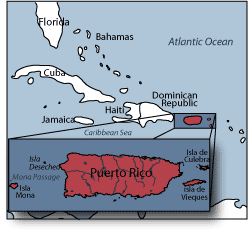 Florida
Bahamas
Atlantic Ocean
Cuba
Dominican
Republic
Haiti
Jamaica
Caribbean Sea
Isla
Desecheo
Isla de
Culebra
Mona Passage
Puerto Rico
Isla
Mona
Isla de
Vieques